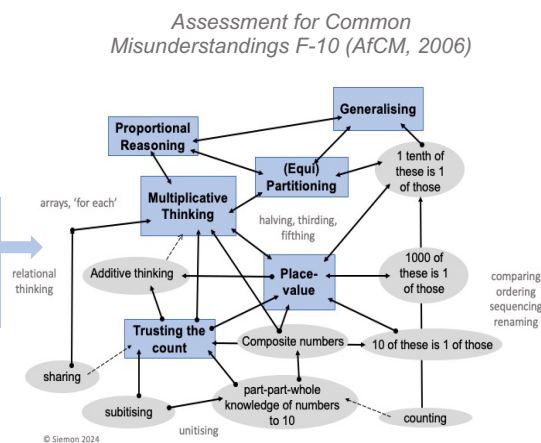 Assessment for Common
Misunderstandings F-10 (AfCM, 2006)
Generalising
Proportional
Reasoning
1 tenth of
these is 1
of those
(Equi)
Partitioning
Multiplicative
Thinking
arrays, ‘for each’
halving, thirding,
fifthing
relational
thinking
Additive thinking
Place-
value
1000 of
these is 1
of those
comparing
ordering
sequencing
renaming
Trusting the
count
Composite numbers
10 of these is 1 of those
sharing
subitising
part-part-whole
knowledge of numbers
to 10
counting
unitising
© Siemon 2024